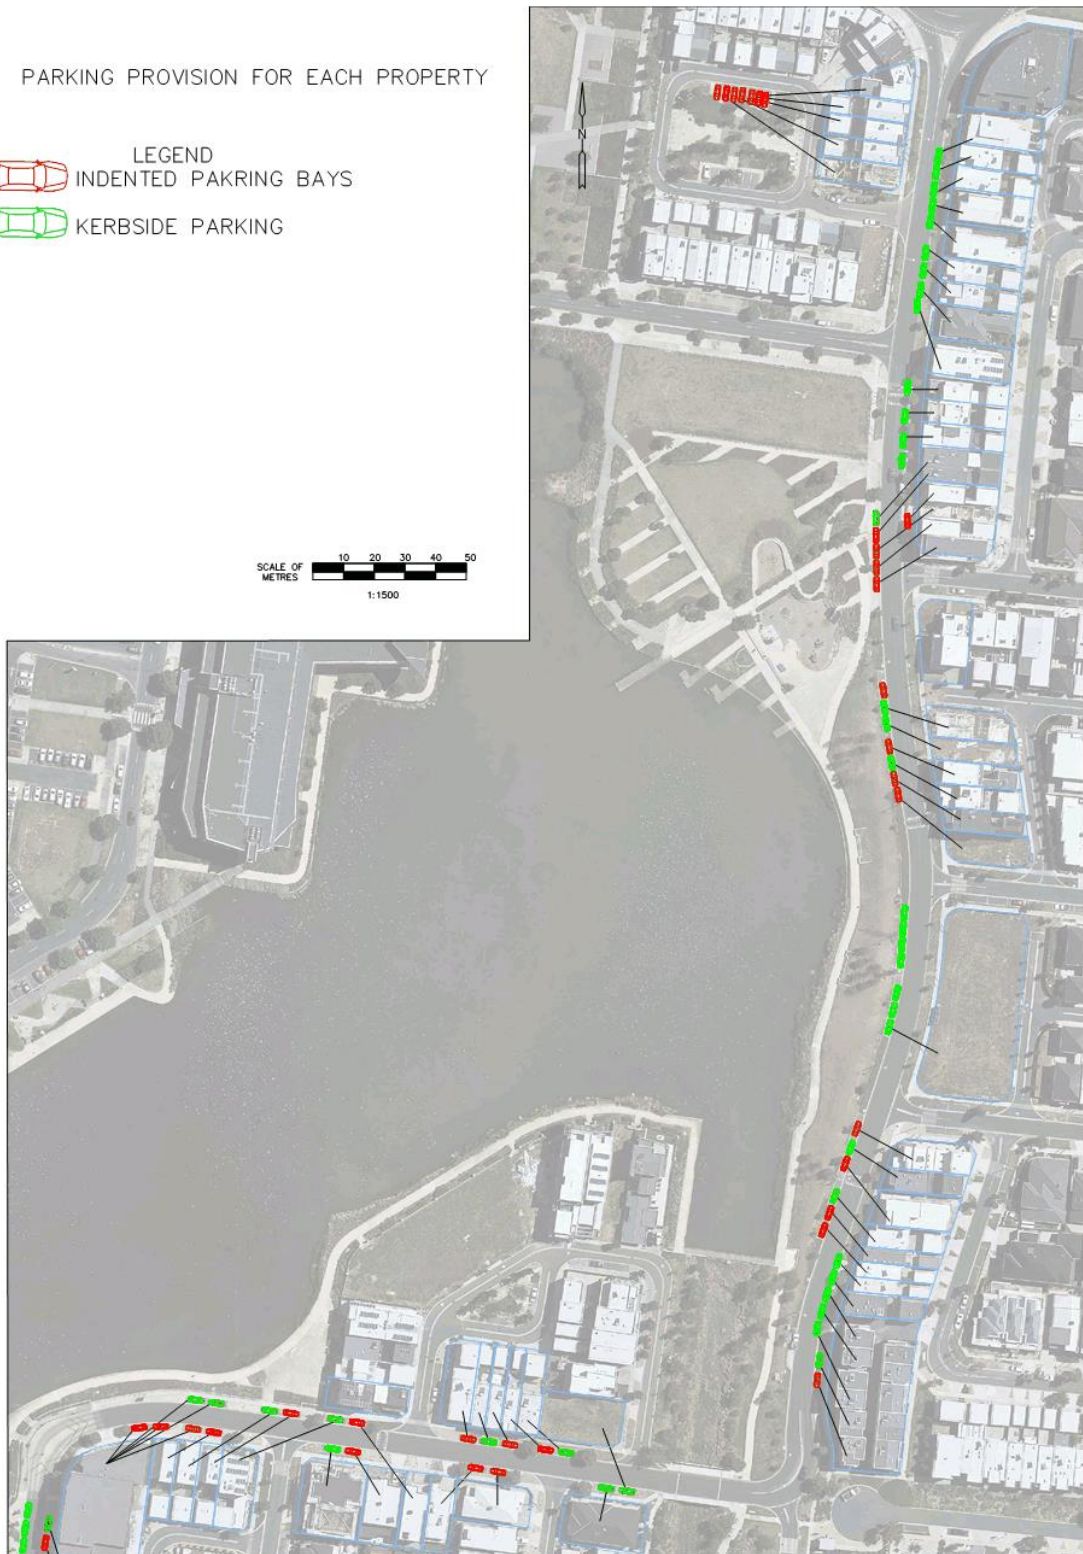 PARKING PROVISION FOR EACH PROPERTY
LEGEND
INDENTED PAKRING BAYS
KERBSIDE PARKING
N
10 20 30 40 50
SCALE OF
METRES
1:1500